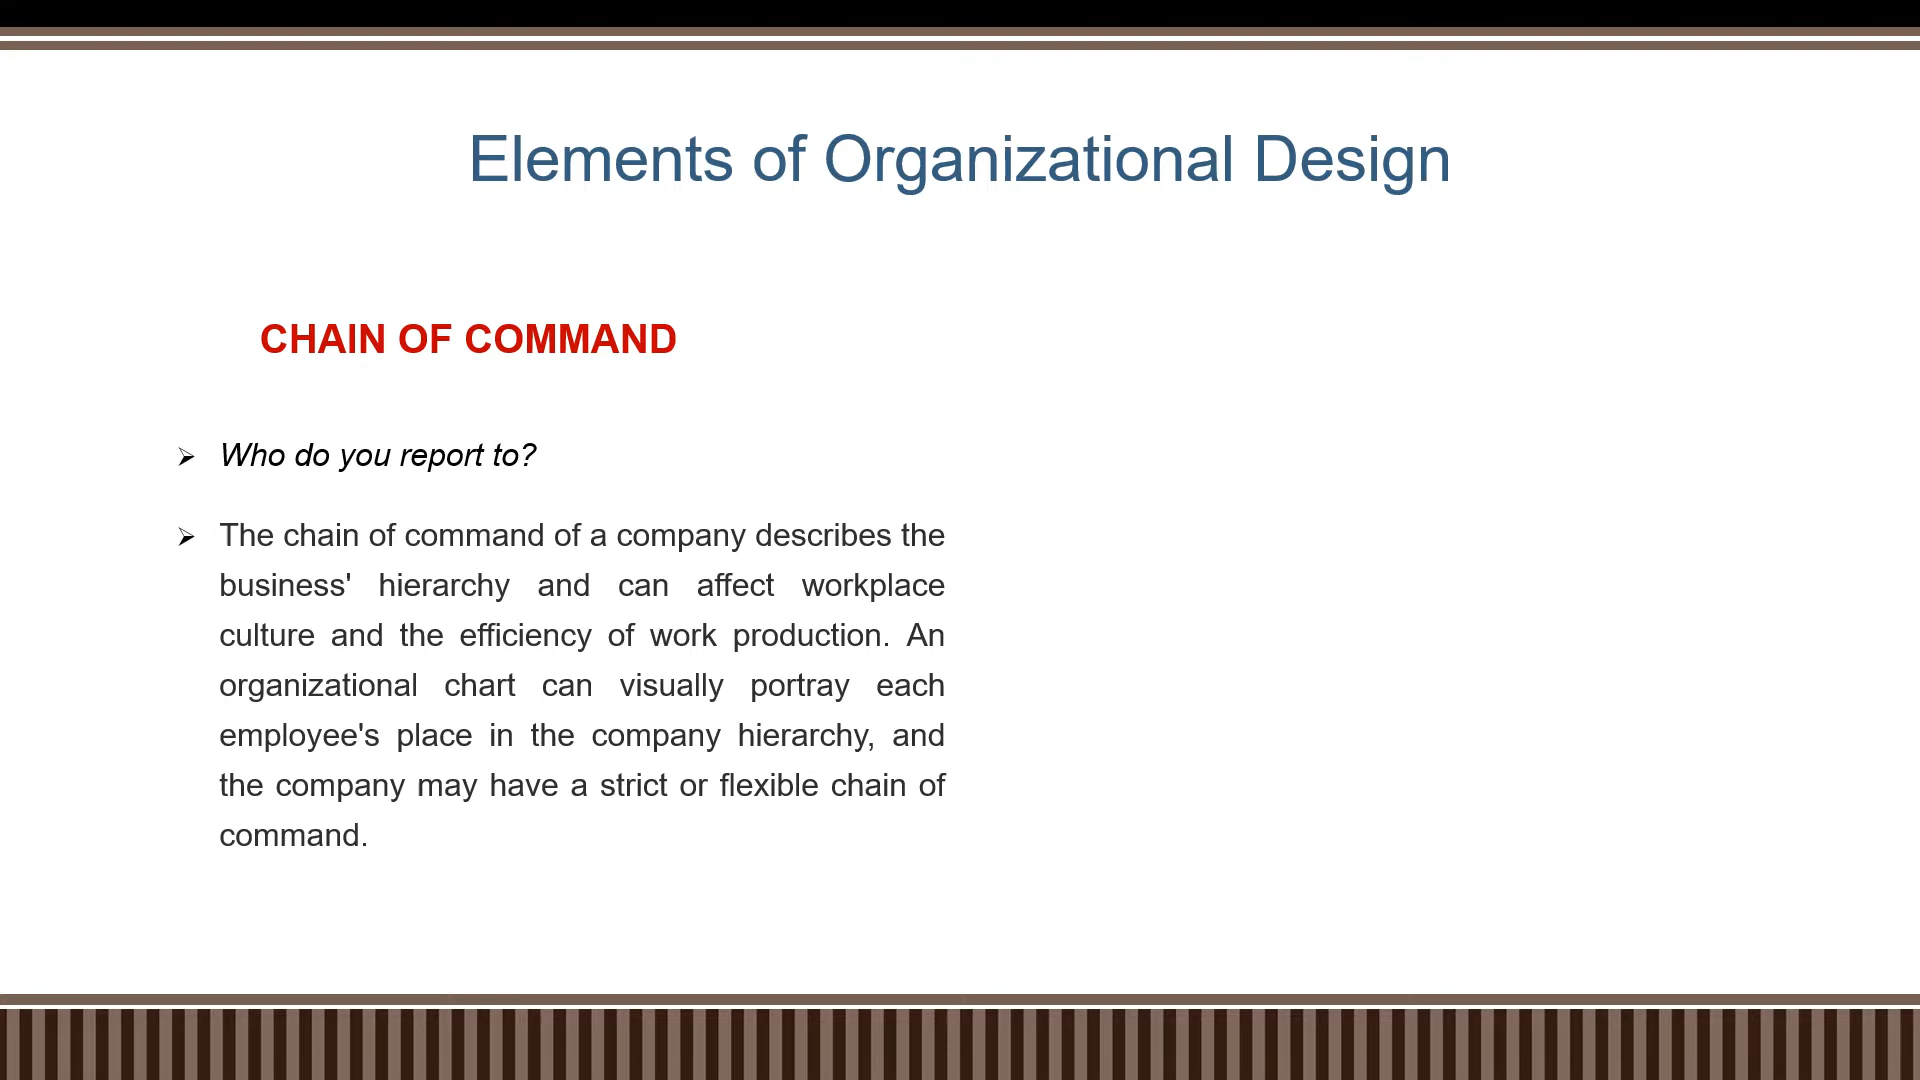 Elements of Organizational Design
CHAIN OF COMMAND
Who do you report to?
The chain of command of a company describes the
business' hierarchy and can affect workplace
culture and the efficiency of work production. An
organizational chart can visually portray each
employee's place in the company hierarchy, and
the company may have a strict or flexible chain of
command.